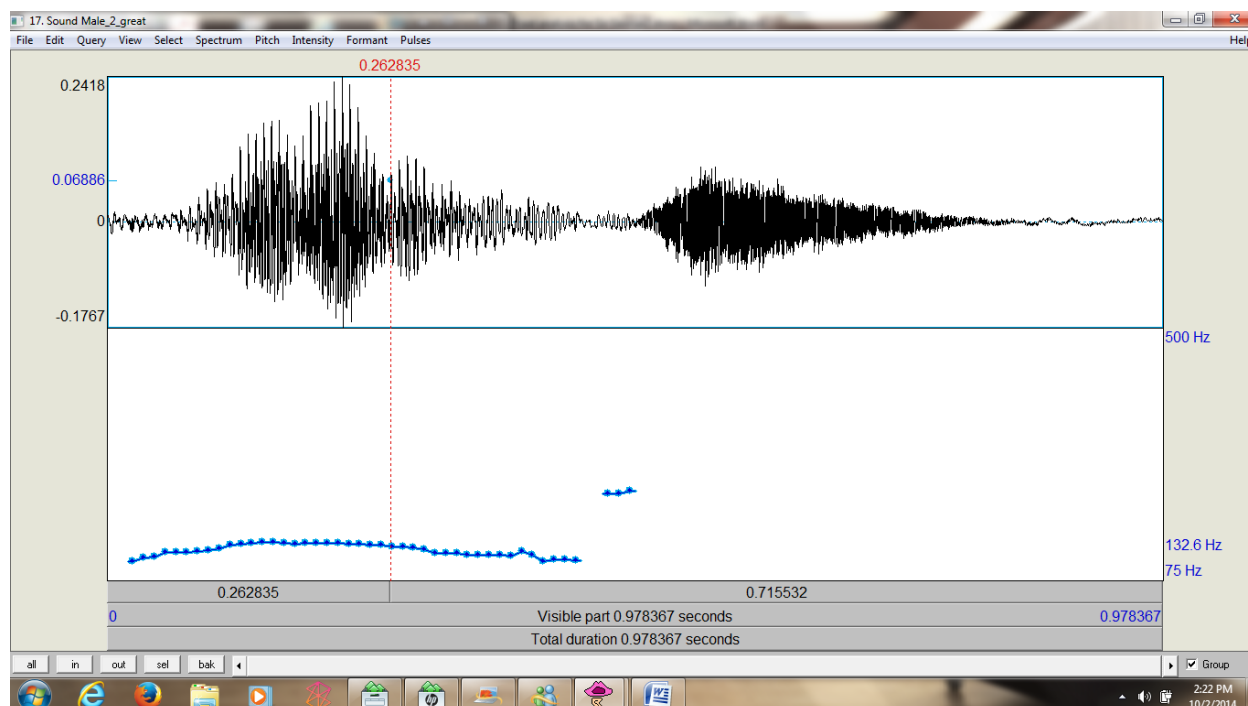 17. Sound Male_2_great
File Edit Query View Select Spectrum Pitch Intensity Formant Pulses Help
0.262835
0.2418
0.06886
0
-0.1767
500 Hz
132.6 Hz
75 Hz
0.262835 0.715532
0 Visible part 0.978367 seconds 0.978367
Total duration 0.978367 seconds
all in out sel bak Group
2:22 PM
10/2/2014